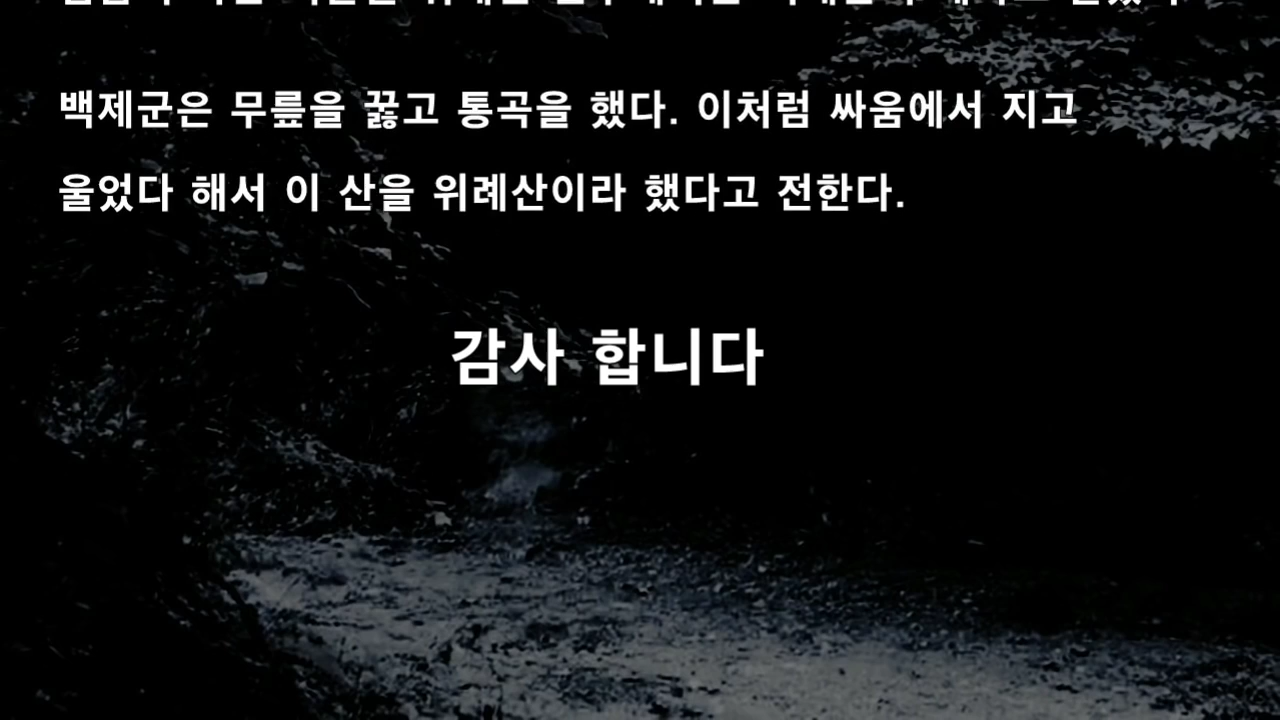 백제군은 무릎을 꿇고 통곡을 했다. 이처럼 싸움에서 지고
울었다 해서 이 산을 위례산이라 했다고 전한다.
감사 합니다